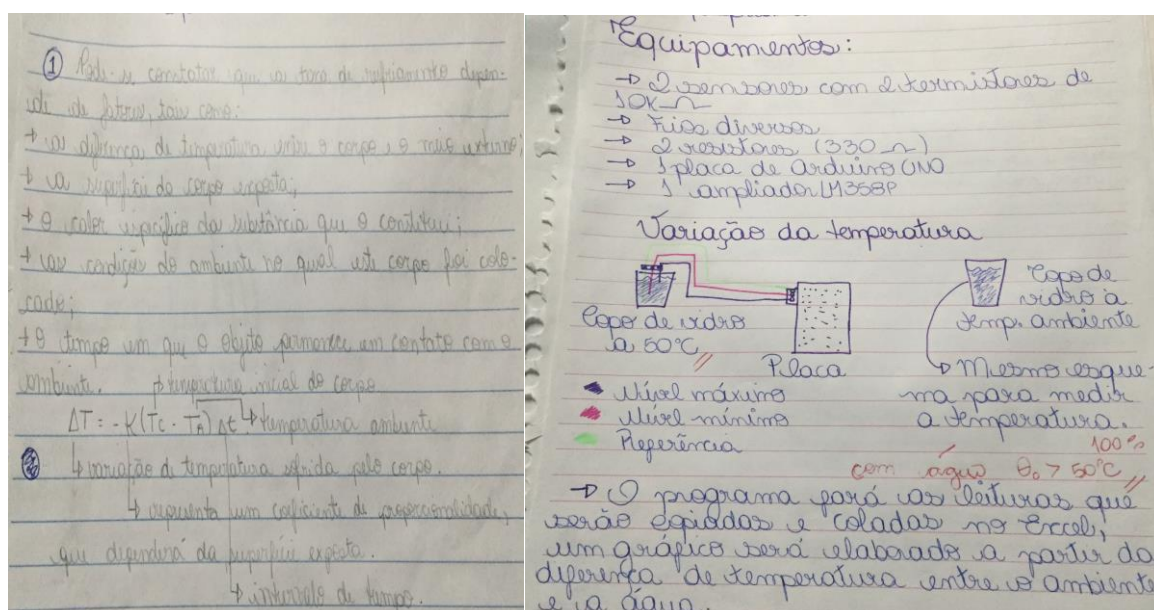 ① Pode-se constatar que a taxa de resfriamento depen-
de de fatores, tais como:
→ a diferença de temperatura entre o corpo e o meio externo;
→ a superfície do corpo exposta;
→ o calor específico da substância que o constitui;
→ as condições do ambiente no qual este corpo foi colo-
cado;
→ O tempo em que o objeto permanece em contato com o
ambiente.
temperatura inicial do corpo
ΔT = -K(Tc - TA) Δt
temperatura ambiente
variação de temperatura sofrida pelo corpo.
representa um coeficiente de proporcionalidade,
que dependerá da superfície exposta.
intervalo de tempo.
Equipamentos:
→ 2 sensores com 2 termistores de
10K Ω
→ Fios diversos
→ 2 resistores (330 Ω)
→ 1 placa de Arduino UNO
→ 1 ampliador LM358P
Variação da temperatura
Copo de vidro
a 50°C
Placa
Copo de
vidro à
temp. ambiente
Mesmo esque-
ma para medir
a temperatura.
Nível máximo
Nível mínimo
Referência
100%
com água θ₀ > 50°C
→ O programa fará as leituras que
serão copiadas e coladas no Excel,
um gráfico será elaborado a partir da
diferença de temperatura entre o ambiente
e a água.